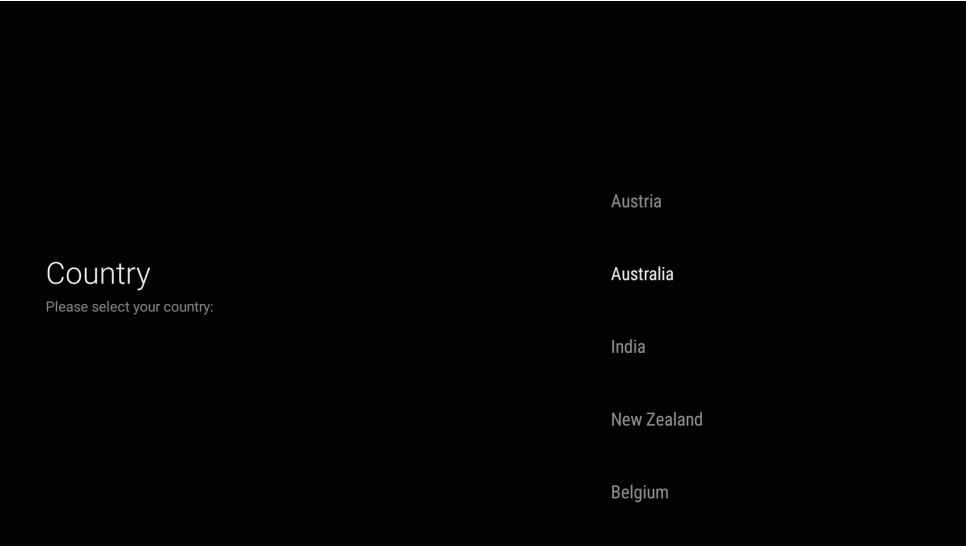 Country
Please select your country:
Austria
Australia
India
New Zealand
Belgium